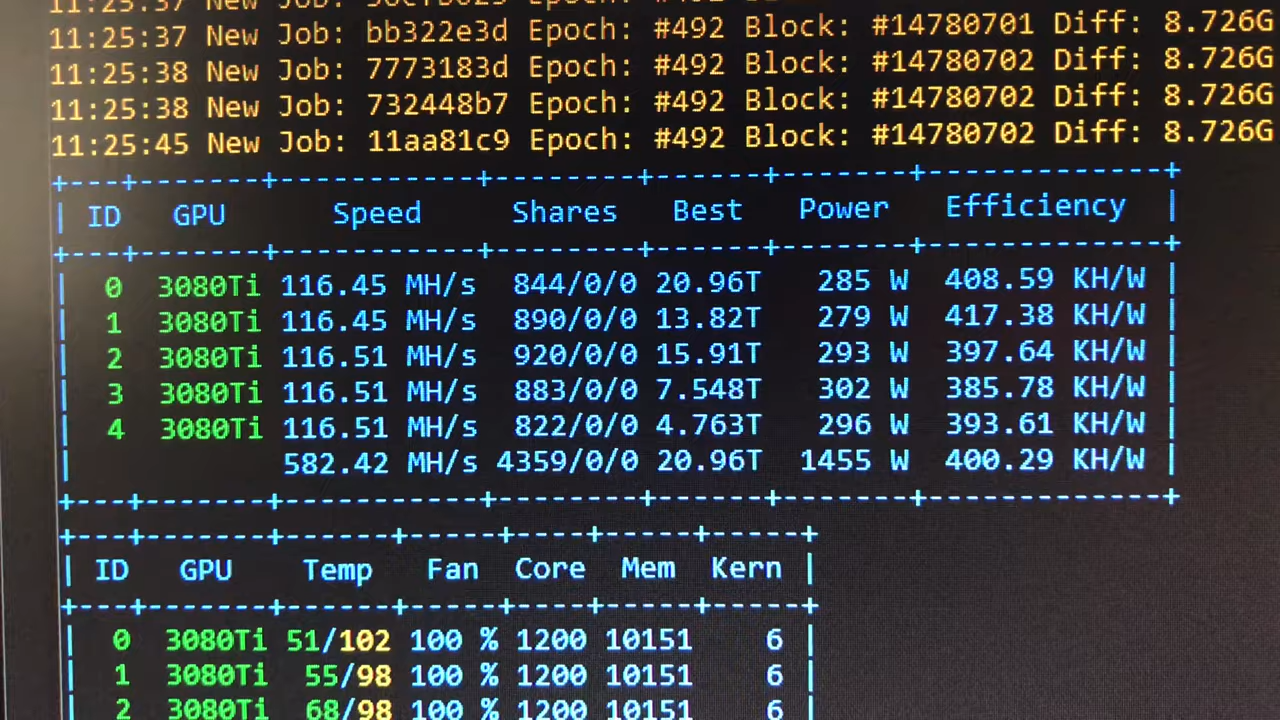 11:25:37 New Job:
11:25:37 New Job: bb322e3d Epoch: #492 Block: #14780701 Diff: 8.726G
11:25:38 New Job: 7773183d Epoch: #492 Block: #14780702 Diff: 8.726G
11:25:38 New Job: 732448b7 Epoch: #492 Block: #14780702 Diff: 8.726G
11:25:45 New Job: 11aa81c9 Epoch: #492 Block: #14780702 Diff: 8.726G
ID GPU Speed Shares Best Power Efficiency
0 3080Ti 116.45 MH/s 844/0/0 20.96T 285 W 408.59 KH/W
1 3080Ti 116.45 MH/s 890/0/0 13.82T 279 W 417.38 KH/W
2 3080Ti 116.51 MH/s 920/0/0 15.91T 293 W 397.64 KH/W
3 3080Ti 116.51 MH/s 883/0/0 7.548T 302 W 385.78 KH/W
4 3080Ti 116.51 MH/s 822/0/0 4.763T 296 W 393.61 KH/W
582.42 MH/s 4359/0/0 20.96T 1455 W 400.29 KH/W
ID GPU Temp Fan Core Mem Kern
0 3080Ti 51/102 100 % 1200 10151 6
1 3080Ti 55/98 100 % 1200 10151 6
2 3080Ti 68/98 100 % 1200 10151 6